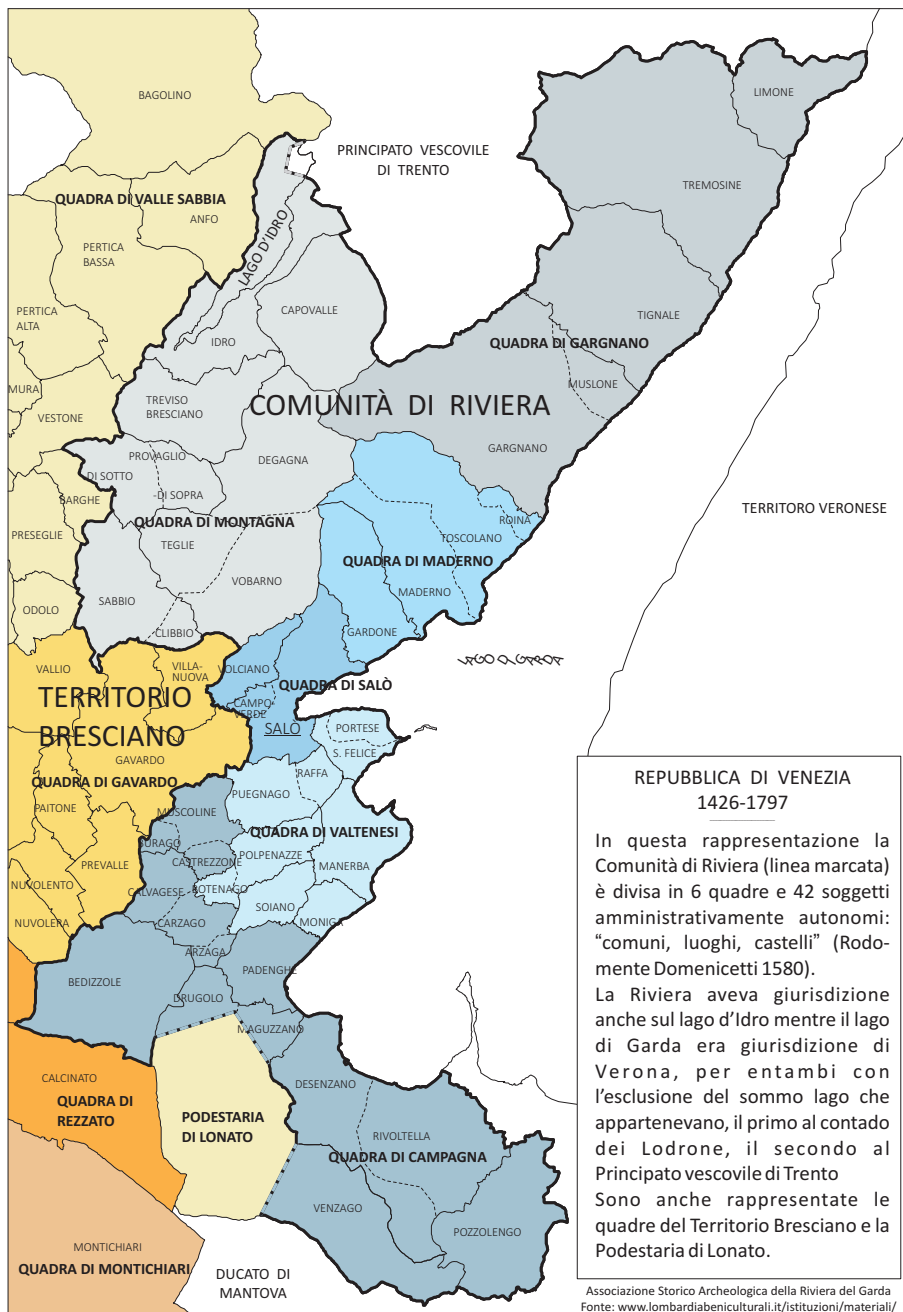 BAGOLINO
LIMONE
PRINCIPATO VESCOVILE
DI TRENTO
TREMOSINE
QUADRA DI VALLE SABBIA
ANFO
LAGO D'IDRO
PERTICA
BASSA
CAPOVALLE
PERTICA
ALTA
TIGNALE
IDRO
QUADRA DI GARGNANO
MUSLONE
MURA
TREVISO
BRESCIANO
COMUNITÀ DI RIVIERA
VESTONE
GARGNANO
PROVAGLIO
DEGAGNA
DI SOTTO
-DI SOPRA
BARGHE
TERRITORO VERONESE
ROINA
QUADRA DI MONTAGNA
PRESEGLIE
TEGLIE
TOSCOLANO
QUADRA DI MADERNO
VOBARNO
MADERNO
SABBIO
ODOLO
CLIBBIO
GARDONE
LAGO DI GARDA
VALLIO
VILLA-
NUOVA
VOLCIANO
QUADRA DI SALÒ
TERRITORIO
BRESCIANO
CAMPO-
VERDE
SALÒ
PORTESE
S. FELICE
GAVARDO
QUADRA DI GAVARDO
RAFFA
PUEGNAGO
PAITONE
MUSCOLINE
QUADRA DI VALTENESI
BURAGO
CASTREZZONE
POLPENAZZE
PREVALLE
MANERBA
NUVOLENTO
CALVAGESE
BOTENAGO
SOIANO
NUVOLERA
CARZAGO
MONIGA
ARZAGA
PADENGHE
BEDIZZOLE
DRUGOLO
MAGUZZANO
CALCINATO
DESENZANO
QUADRA DI
REZZATO
PODESTARIA
DI LONATO
RIVOLTELLA
QUADRA DI CAMPAGNA
VENZAGO
POZZOLENGO
MONTICHIARI
QUADRA DI MONTICHIARI
DUCATO DI
MANTOVA
REPUBBLICA DI VENEZIA
1426-1797
In questa rappresentazione la
Comunità di Riviera (linea marcata)
è divisa in 6 quadre e 42 soggetti
amministrativamente autonomi:
“comuni, luoghi, castelli” (Rodo-
mente Domenicetti 1580).
La Riviera aveva giurisdizione
anche sul lago d’Idro mentre il lago
di Garda era giurisdizione di
Verona, per entambi con
l’esclusione del sommo lago che
appartenevano, il primo al contado
dei Lodrone, il secondo al
Principato vescovile di Trento
Sono anche rappresentate le
quadre del Territorio Bresciano e la
Podestaria di Lonato.
Associazione Storico Archeologica della Riviera del Garda
Fonte: www.lombardiabeniculturali.it/istituzioni/materiali/